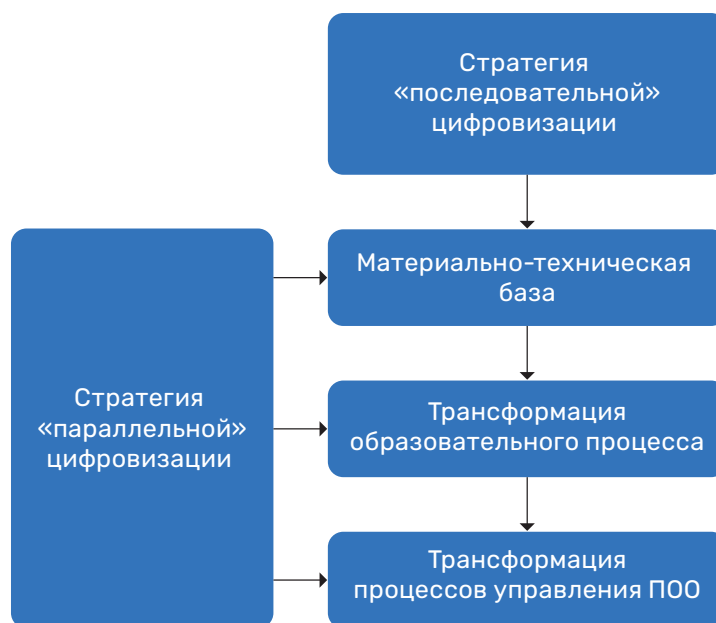 Стратегия
«последовательной»
цифровизации
Материально-техническая
база
Стратегия
«параллельной»
цифровизации
Трансформация
образовательного процесса
Трансформация
процессов управления ПОО